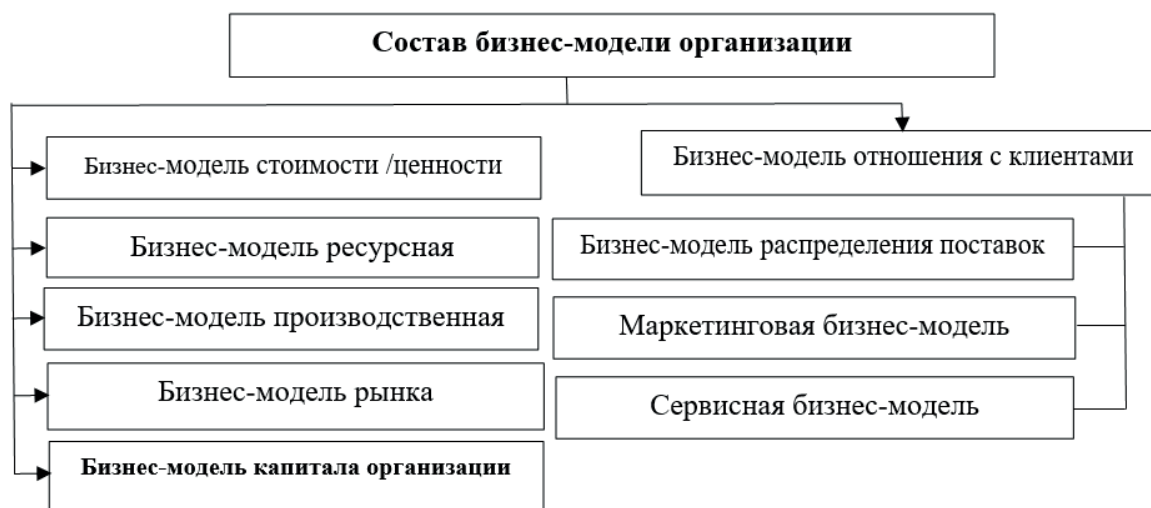 Состав бизнес-модели организации
Бизнес-модель стоимости /ценности
Бизнес-модель ресурсная
Бизнес-модель производственная
Бизнес-модель рынка
Бизнес-модель капитала организации
Бизнес-модель отношения с клиентами
Бизнес-модель распределения поставок
Маркетинговая бизнес-модель
Сервисная бизнес-модель